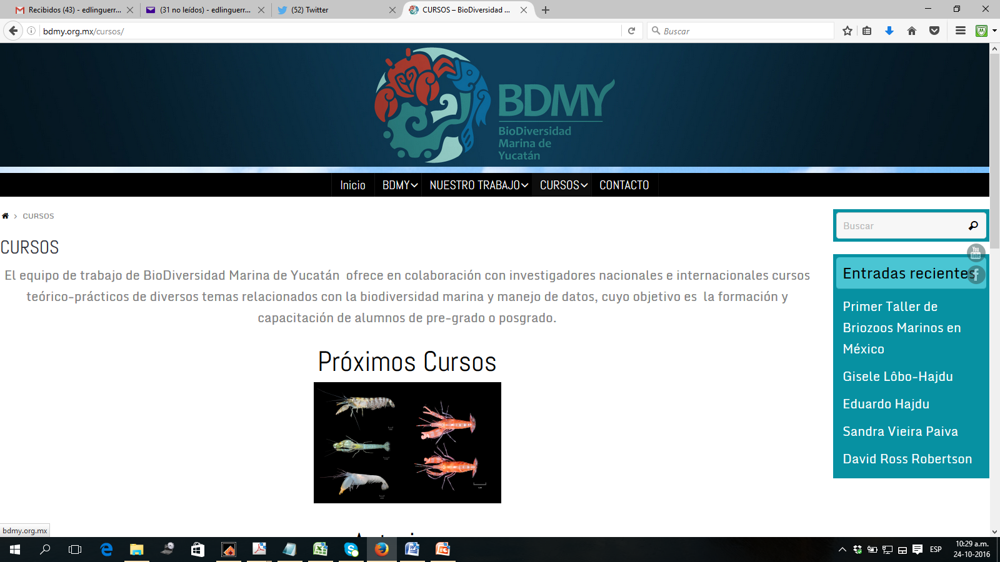 Recibidos (43) - edlinguerr...
(31 no leídos) - edlinguerr...
(52) Twitter
CURSOS – BioDiversidad ...
bdmy.org.mx/cursos/
Buscar
BDMY
BioDiversidad
Marina de
Yucatán
Inicio
BDMY
NUESTRO TRABAJO
CURSOS
CONTACTO
CURSOS
CURSOS
El equipo de trabajo de BioDiversidad Marina de Yucatán ofrece en colaboración con investigadores nacionales e internacionales cursos
teórico-prácticos de diversos temas relacionados con la biodiversidad marina y manejo de datos, cuyo objetivo es la formación y
capacitación de alumnos de pre-grado o posgrado.
Próximos Cursos
Buscar
You
Tube
Entradas recientes
Primer Taller de
Briozoos Marinos en
México
Gisele Lôbo-Hajdu
Eduardo Hajdu
Sandra Vieira Paiva
David Ross Robertson
bdmy.org.mx
ESP
10:29 a.m.
24-10-2016